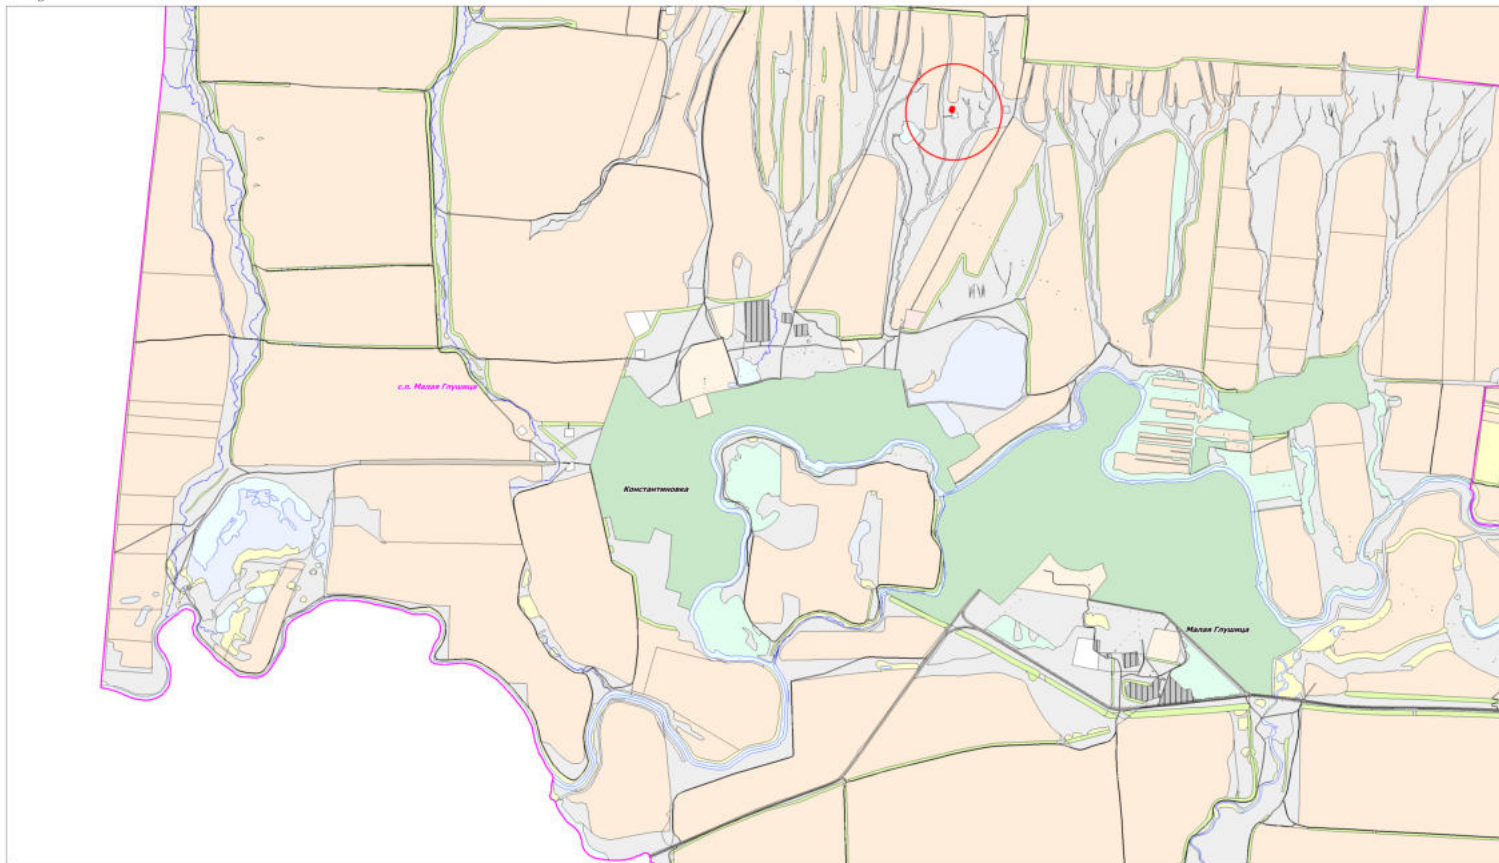 с.п. Малая Глушица
Константиновка
Малая Глушица